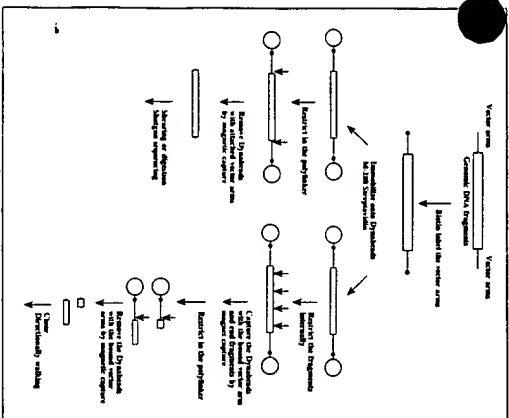 Vector arms
Vector arms
Genomic DNA fragments
Biotin label the vector arms
Immobilize onto Dynabeads
M-280 Streptavidin
Restrict in the polylinker
Restrict the fragments
internally
Remove Dynabeads
with attached vector arms
by magnetic capture
Capture the Dynabeads
with the bound vector arm
and end fragments by
magnet capture
Shearing or digestion
Shotgun sequencing
Restrict in the polylinker
Remove the Dynabeads
with the bound vector
arms by magnetic capture
Clone
Directionally walking